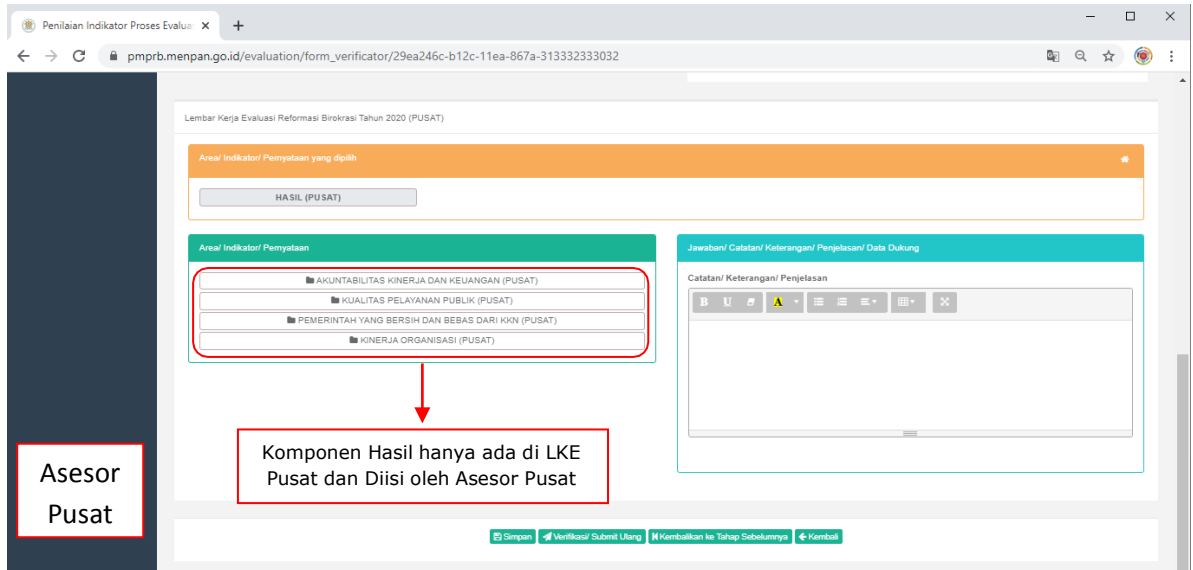 Penilaian Indikator Proses Evalua
pmprb.menpan.go.id/evaluation/form_verificator/29ea246c-b12c-11ea-867a-313332333032
Lembar Kerja Evaluasi Reformasi Birokrasi Tahun 2020 (PUSAT)
Area/ Indikator/ Pernyataan yang dipilih
HASIL (PUSAT)
Area/ Indikator/ Pernyataan
AKUNTABILITAS KINERJA DAN KEUANGAN (PUSAT)
KUALITAS PELAYANAN PUBLIK (PUSAT)
PEMERINTAH YANG BERSIH DAN BEBAS DARI KKN (PUSAT)
KINERJA ORGANISASI (PUSAT)
Jawaban/ Catatan/ Keterangan/ Penjelasan/ Data Dukung
Catatan/ Keterangan/ Penjelasan
B U A
Komponen Hasil hanya ada di LKE
Pusat dan Diisi oleh Asesor Pusat
Asesor
Pusat
Simpan Verifikasi/ Submit Ulang Kembalikan ke Tahap Sebelumnya Kembali